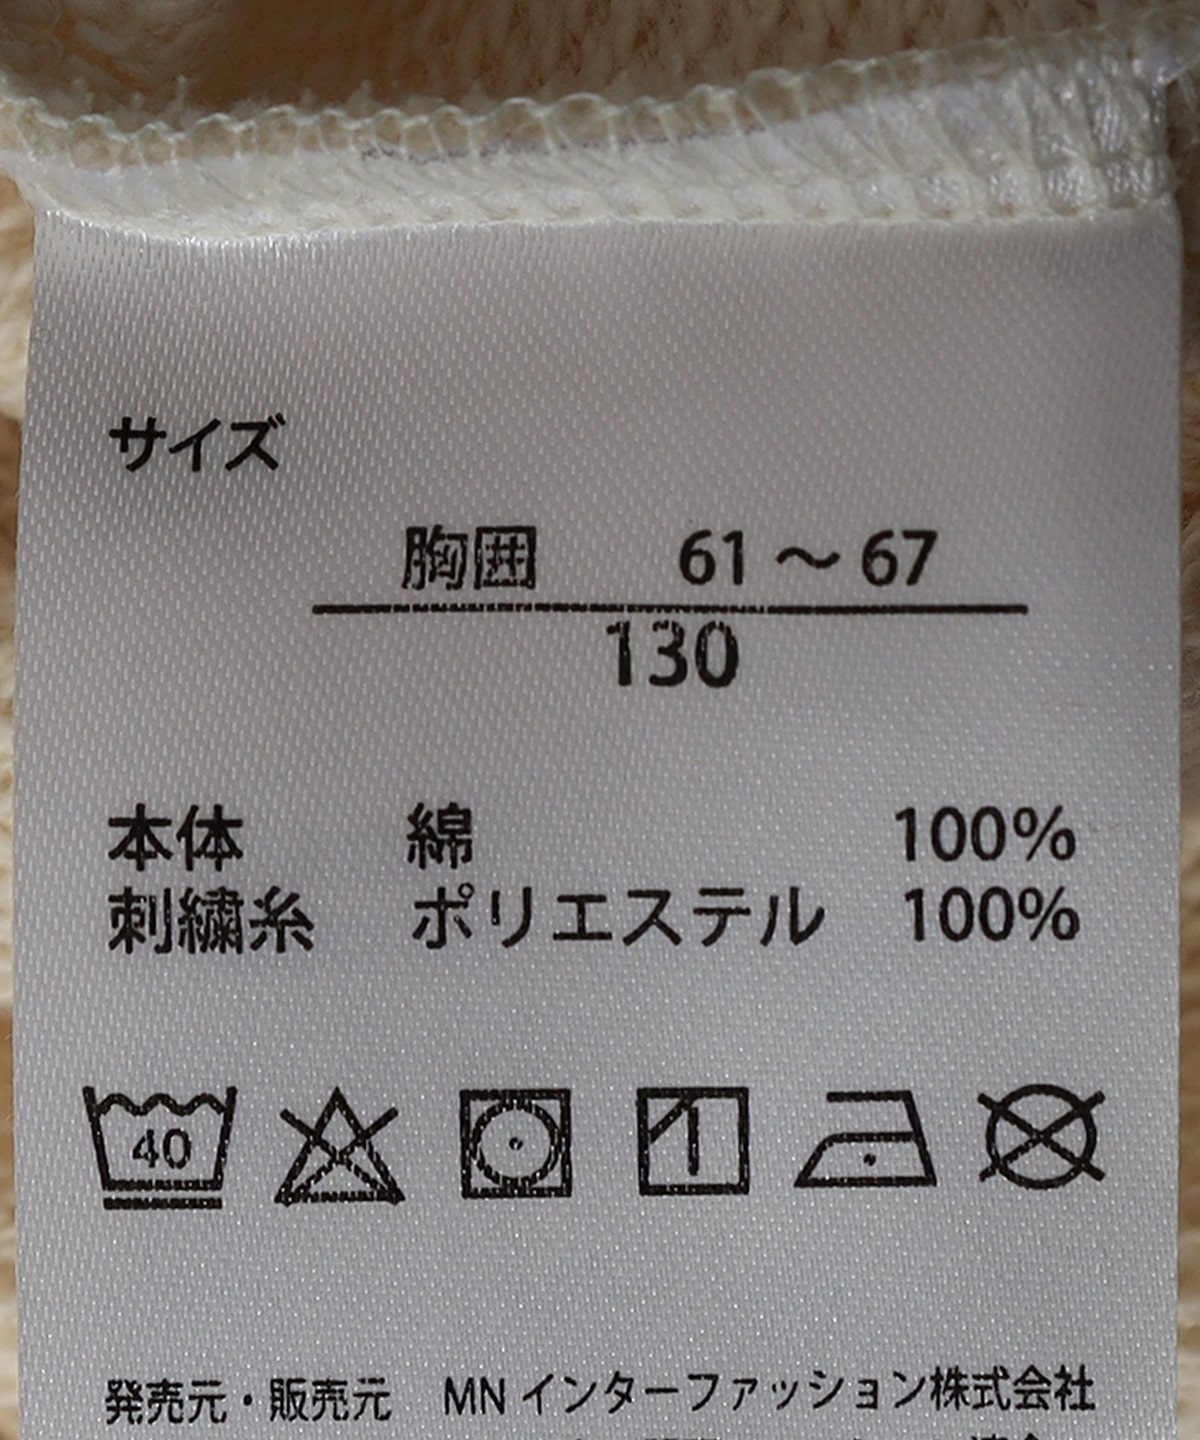 サイズ
胸囲 61～67
130
本体 綿 100%
刺繍糸 ポリエステル 100%
40
発売元・販売元 MNインターファッション株式会社